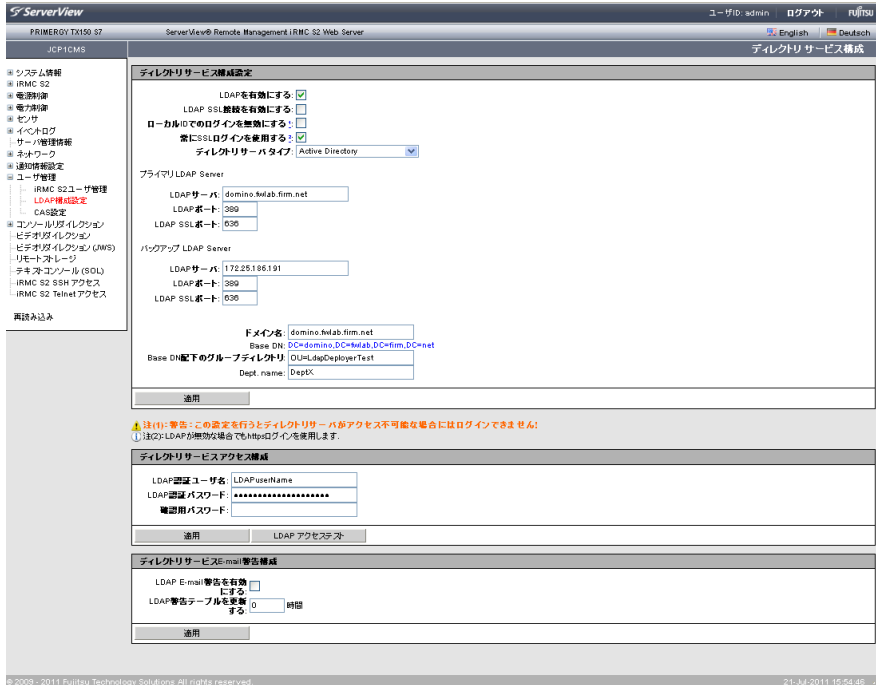 ServerView
ユーザID: admin ログアウト FUJITSU
PRIMERGY TX150 S7 ServerView® Remote Management iRMC S2 Web Server English Deutsch
JCP1CMS ディレクトリ サービス構成
システム情報
iRMC S2
電源制御
電力制御
センサ
イベントログ
サーバ管理情報
ネットワーク
通知情報設定
ユーザ管理
iRMC S2ユーザ管理
LDAP構成設定
CAS設定
コンソールリダイレクション
ビデオリダイレクション
ビデオリダイレクション (JWS)
リモートストレージ
テキストコンソール (SOL)
iRMC S2 SSH アクセス
iRMC S2 Telnet アクセス
再読み込み
ディレクトリ サービス構成設定
LDAPを有効にする:
LDAP SSL接続を有効にする:
ローカルIDでのログインを無効にする 1:
常にSSLログインを使用する 2:
ディレクトリ サーバ タイプ: Active Directory
プライマリ LDAP Server
LDAPサーバ: domino.fwlab.firm.net
LDAPポート: 389
LDAP SSLポート: 636
バックアップ LDAP Server
LDAPサーバ: 172.25.186.191
LDAPポート: 389
LDAP SSLポート: 636
ドメイン名: domino.fwlab.firm.net
Base DN: DC=domino,DC=fwlab,DC=firm,DC=net
Base DN配下のグループディレクトリ: OU=LdapDeployerTest
Dept. name: DeptX
適用
注(1): 警告: この設定を行うとディレクトリサーバがアクセス不可能な場合にはログインできません!
注(2): LDAPが無効な場合でもhttpsログインを使用します.
ディレクトリ サービス アクセス構成
LDAP認証ユーザ名: LDAPuserName
LDAP認証パスワード: ••••••••••••••••••••
確認用パスワード:
適用 LDAP アクセステスト
ディレクトリ サービスE-mail警告構成
LDAP E-mail警告を有効
にする:
LDAP警告テーブルを更新
する: 0 時間
適用
© 2009 - 2011 Fujitsu Technology Solutions All rights reserved. 21-Jul-2011 15:54:46